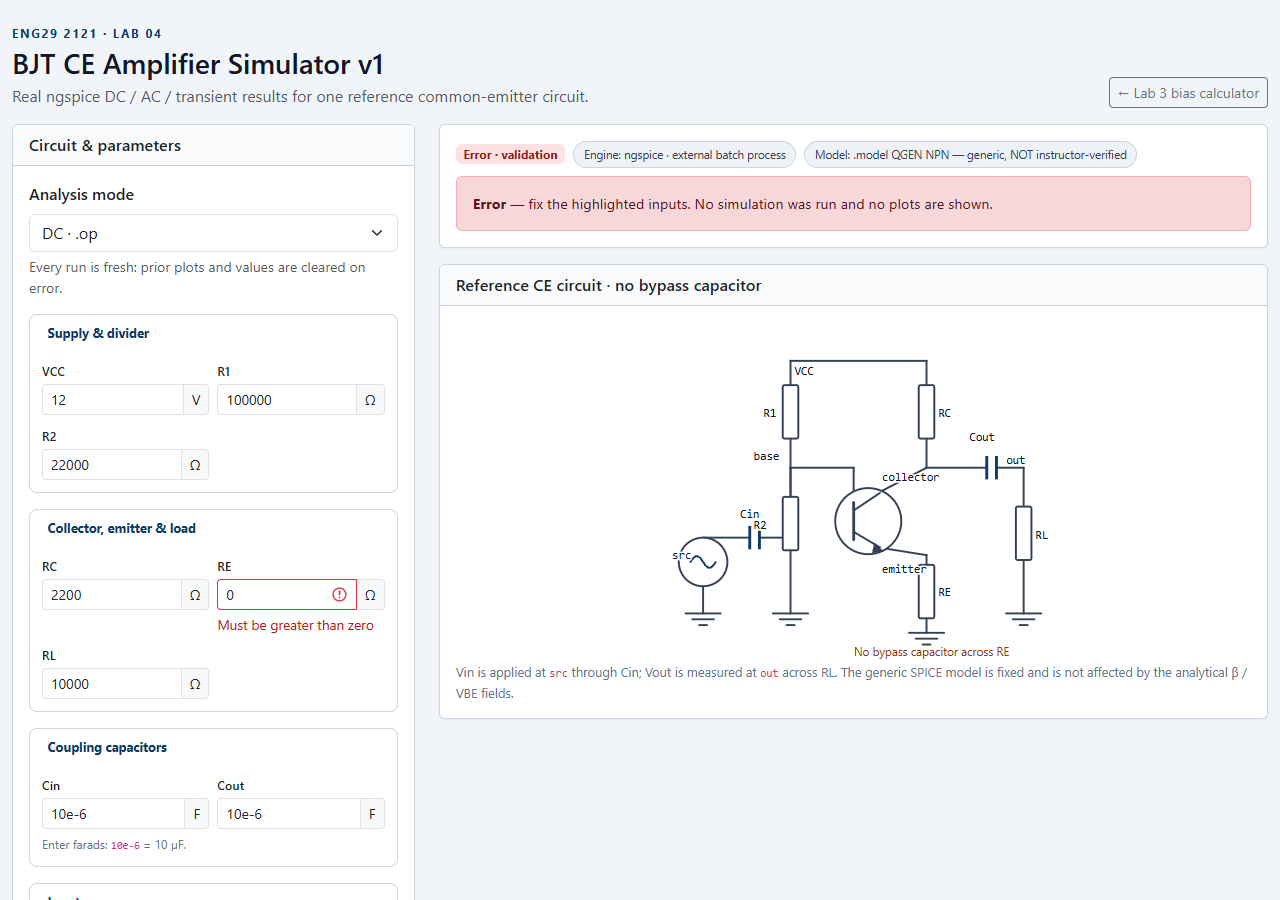 ENG29 2121 · LAB 04
BJT CE Amplifier Simulator v1
Real ngspice DC / AC / transient results for one reference common-emitter circuit.
← Lab 3 bias calculator
Circuit & parameters
Analysis mode
DC · .op
Every run is fresh: prior plots and values are cleared on
error.
Supply & divider
VCC R1
12 V 100000 Ω
R2
22000 Ω
Collector, emitter & load
RC RE
2200 Ω 0 Ω
Must be greater than zero
RL
10000 Ω
Coupling capacitors
Cin Cout
10e-6 F 10e-6 F
Enter farads: 10e-6 = 10 µF.
Error · validation Engine: ngspice · external batch process Model: .model QGEN NPN — generic, NOT instructor-verified
Error — fix the highlighted inputs. No simulation was run and no plots are shown.
Reference CE circuit · no bypass capacitor
VCC
R1 RC
Cout
base out
collector
Cin
R2
RL
src
emitter
RE
No bypass capacitor across RE
Vin is applied at src through Cin; Vout is measured at out across RL. The generic SPICE model is fixed and is not affected by the analytical β /
VBE fields.